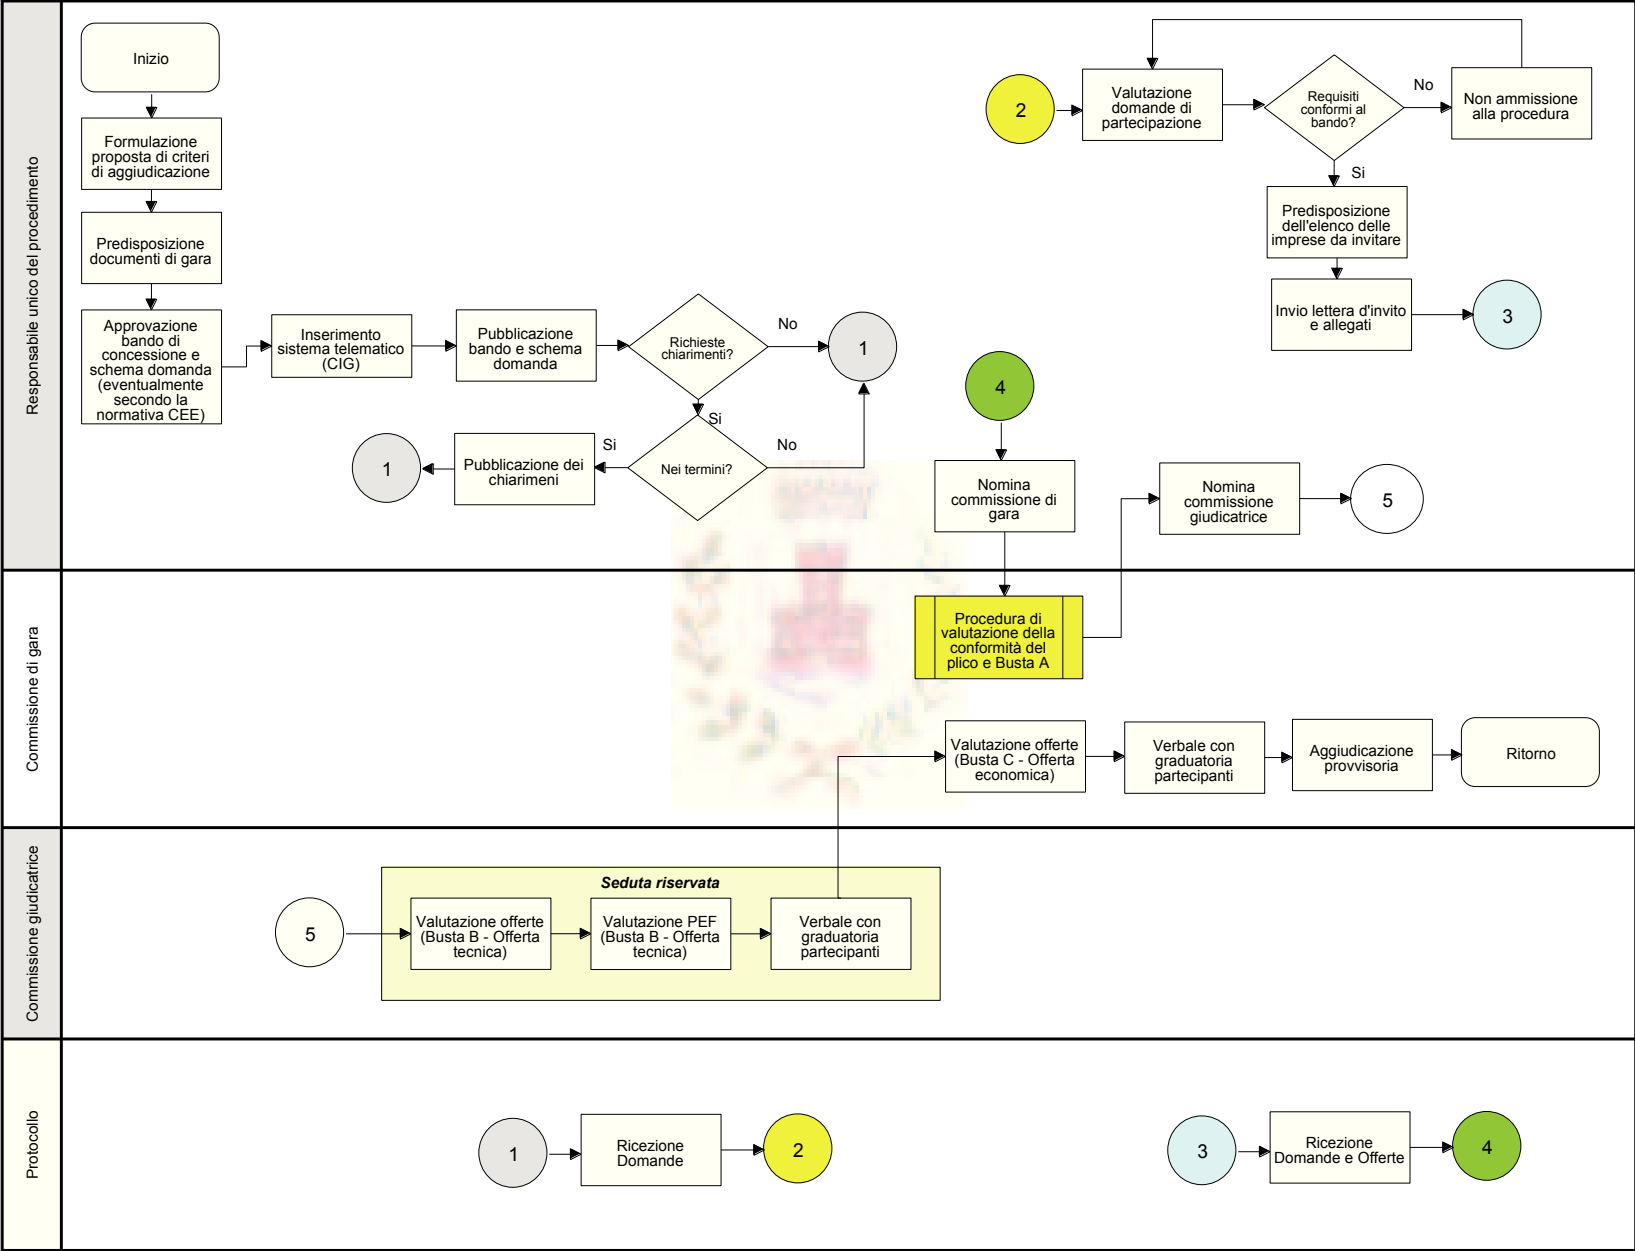 Responsabile unico del procedimento
Inizio
Formulazione
proposta di criteri
di aggiudicazione
Predisposizione
documenti di gara
Approvazione
bando di
concessione e
schema domanda
(eventualmente
secondo la
normativa CEE)
Inserimento
sistema telematico
(CIG)
Pubblicazione
bando e schema
domanda
Richieste
chiarimenti?
No
1
Si
Nei termini?
No
Si
Pubblicazione dei
chiarimeni
1
2
Valutazione
domande di
partecipazione
Requisiti
conformi al
bando?
No
Non ammissione
alla procedura
Si
Predisposizione
dell'elenco delle
imprese da invitare
Invio lettera d'invito
e allegati
3
4
Nomina
commissione di
gara
Nomina
commissione
giudicatrice
5
Commissione di gara
Procedura di
valutazione della
conformità del
plico e Busta A
Valutazione offerte
(Busta C - Offerta
economica)
Verbale con
graduatoria
partecipanti
Aggiudicazione
provvisoria
Ritorno
Commissione giudicatrice
Seduta riservata
5
Valutazione offerte
(Busta B - Offerta
tecnica)
Valutazione PEF
(Busta B - Offerta
tecnica)
Verbale con
graduatoria
partecipanti
Protocollo
1
Ricezione
Domande
2
3
Ricezione
Domande e Offerte
4